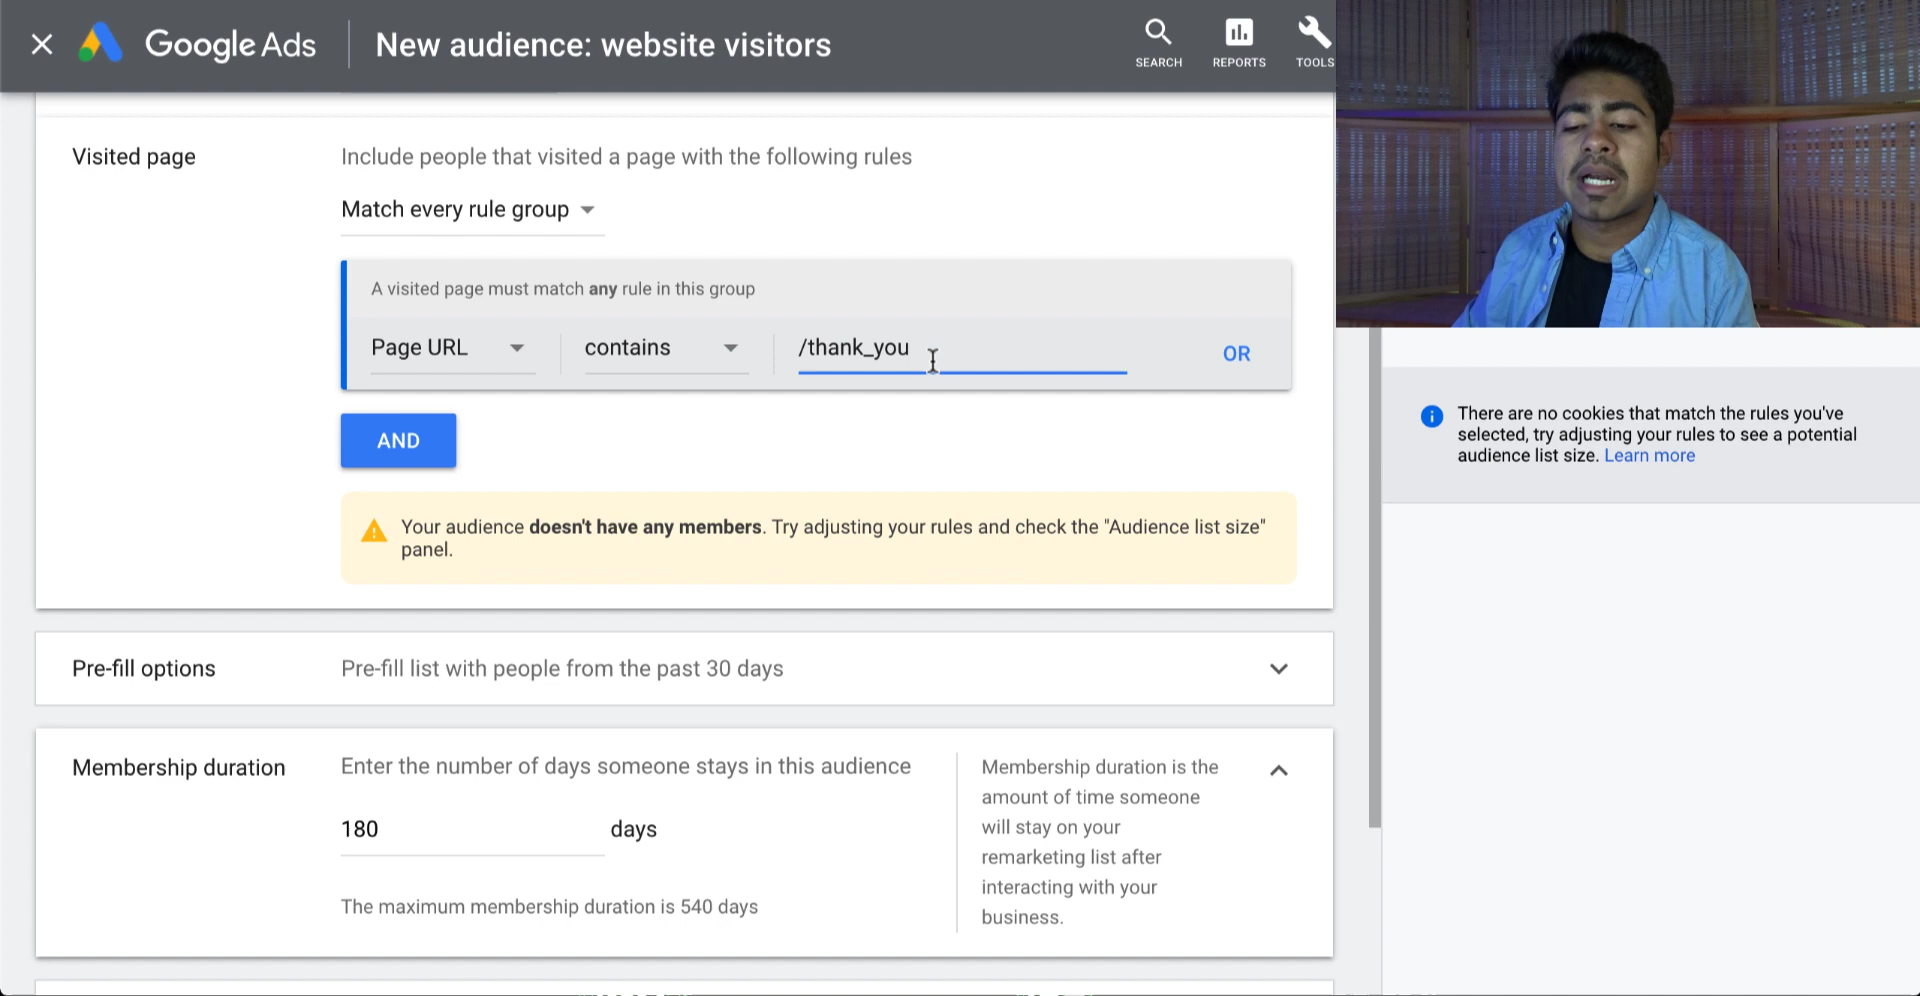 Google Ads
New audience: website visitors
SEARCH
REPORTS
TOOLS
Visited page
Include people that visited a page with the following rules
Match every rule group
A visited page must match any rule in this group
Page URL
contains
/thank_you
OR
AND
Your audience doesn't have any members. Try adjusting your rules and check the "Audience list size"
panel.
There are no cookies that match the rules you've
selected, try adjusting your rules to see a potential
audience list size. Learn more
Pre-fill options
Pre-fill list with people from the past 30 days
Membership duration
Enter the number of days someone stays in this audience
180
days
The maximum membership duration is 540 days
Membership duration is the
amount of time someone
will stay on your
remarketing list after
interacting with your
business.